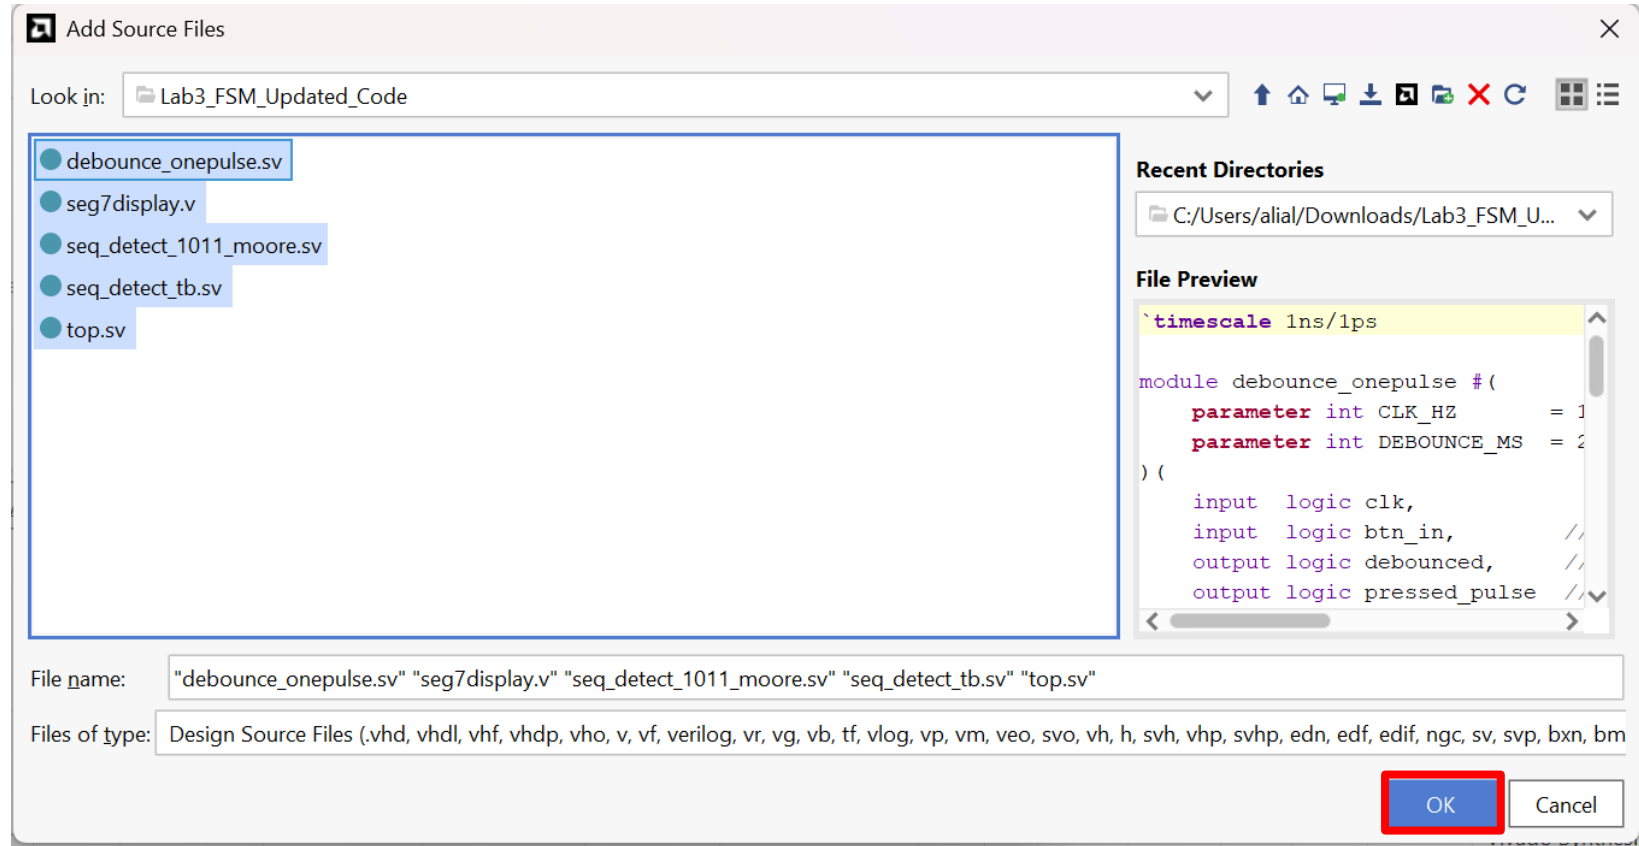 Add Source Files
Look in: Lab3_FSM_Updated_Code
debounce_onepulse.sv
seg7display.v
seq_detect_1011_moore.sv
seq_detect_tb.sv
top.sv
Recent Directories
C:/Users/alial/Downloads/Lab3_FSM_U...
File Preview
`timescale 1ns/1ps
module debounce_onepulse #(
parameter int CLK_HZ = 1
parameter int DEBOUNCE_MS = 2
)(
input logic clk,
input logic btn_in, //
output logic debounced, //
output logic pressed_pulse //
File name: "debounce_onepulse.sv" "seg7display.v" "seq_detect_1011_moore.sv" "seq_detect_tb.sv" "top.sv"
Files of type: Design Source Files (.vhd, vhdl, vhf, vhdp, vho, v, vf, verilog, vr, vg, vb, tf, vlog, vp, vm, veo, svo, vh, h, svh, vhp, svhp, edn, edf, edif, ngc, sv, svp, bxn, bm
OK Cancel